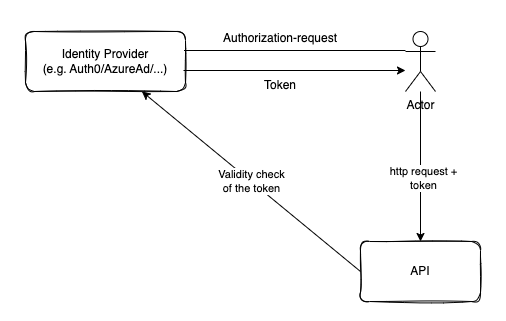 Authorization-request
Identity Provider
(e.g. Auth0/AzureAd/...)
Token
Actor
Validity check
of the token
http request +
token
API